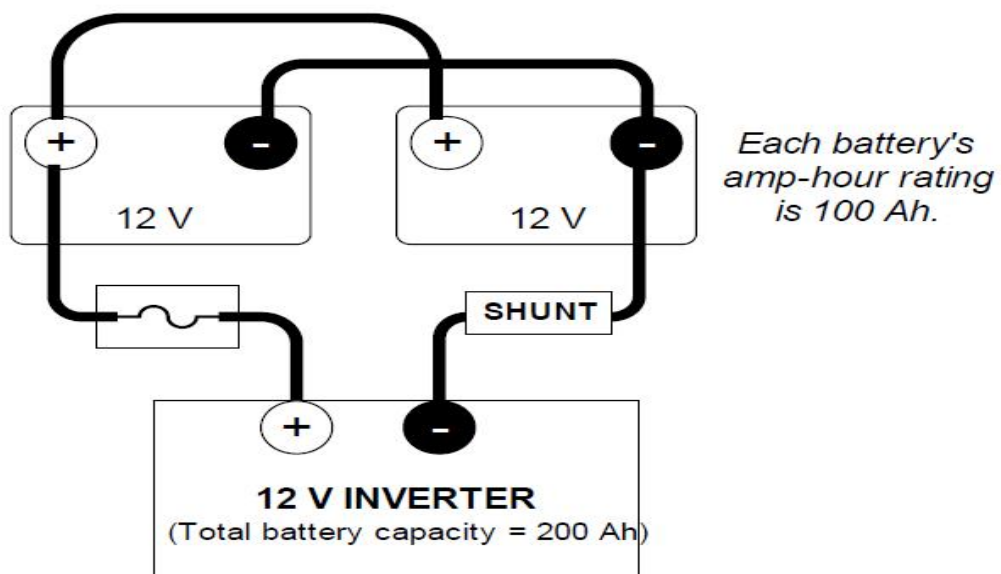 +
-
+
-
12 V
12 V
Each battery's
amp-hour rating
is 100 Ah.
SHUNT
+
-
12 V INVERTER
(Total battery capacity = 200 Ah)